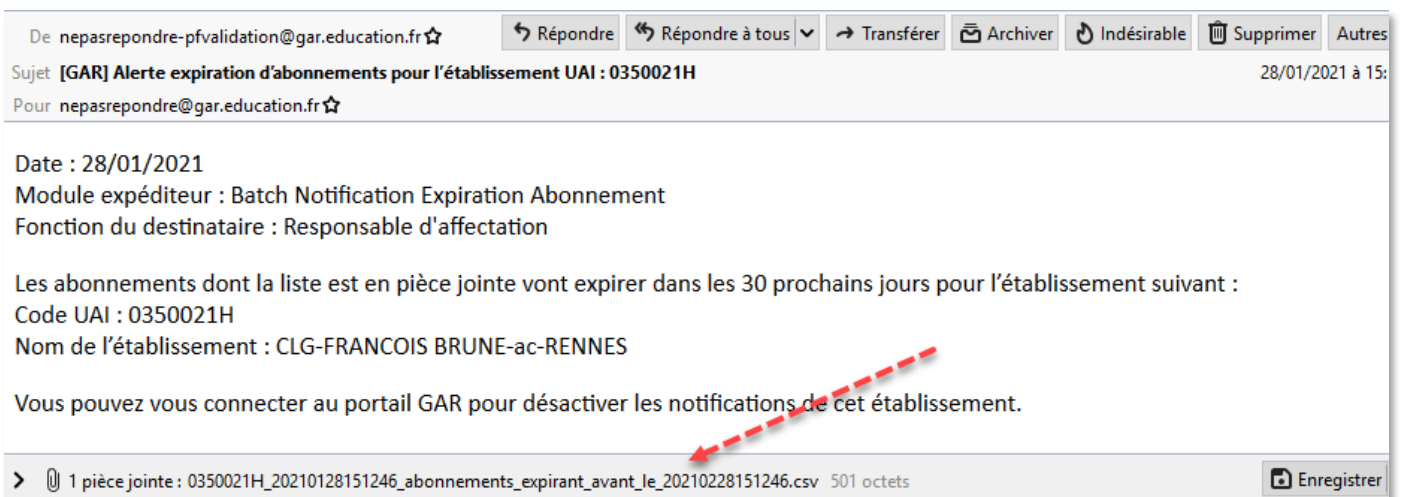 De nepasrepondre-pfvalidation@gar.education.fr Répondre Répondre à tous Transférer Archiver Indésirable Supprimer Autres
Sujet [GAR] Alerte expiration d'abonnements pour l'établissement UAI : 0350021H 28/01/2021 à 15:
Pour nepasrepondre@gar.education.fr
Date : 28/01/2021
Module expéditeur : Batch Notification Expiration Abonnement
Fonction du destinataire : Responsable d'affectation
Les abonnements dont la liste est en pièce jointe vont expirer dans les 30 prochains jours pour l'établissement suivant :
Code UAI : 0350021H
Nom de l'établissement : CLG-FRANCOIS BRUNE-ac-RENNES
Vous pouvez vous connecter au portail GAR pour désactiver les notifications de cet établissement.
1 pièce jointe : 0350021H_20210128151246_abonnements_expirant_avant_le_20210228151246.csv 501 octets Enregistrer